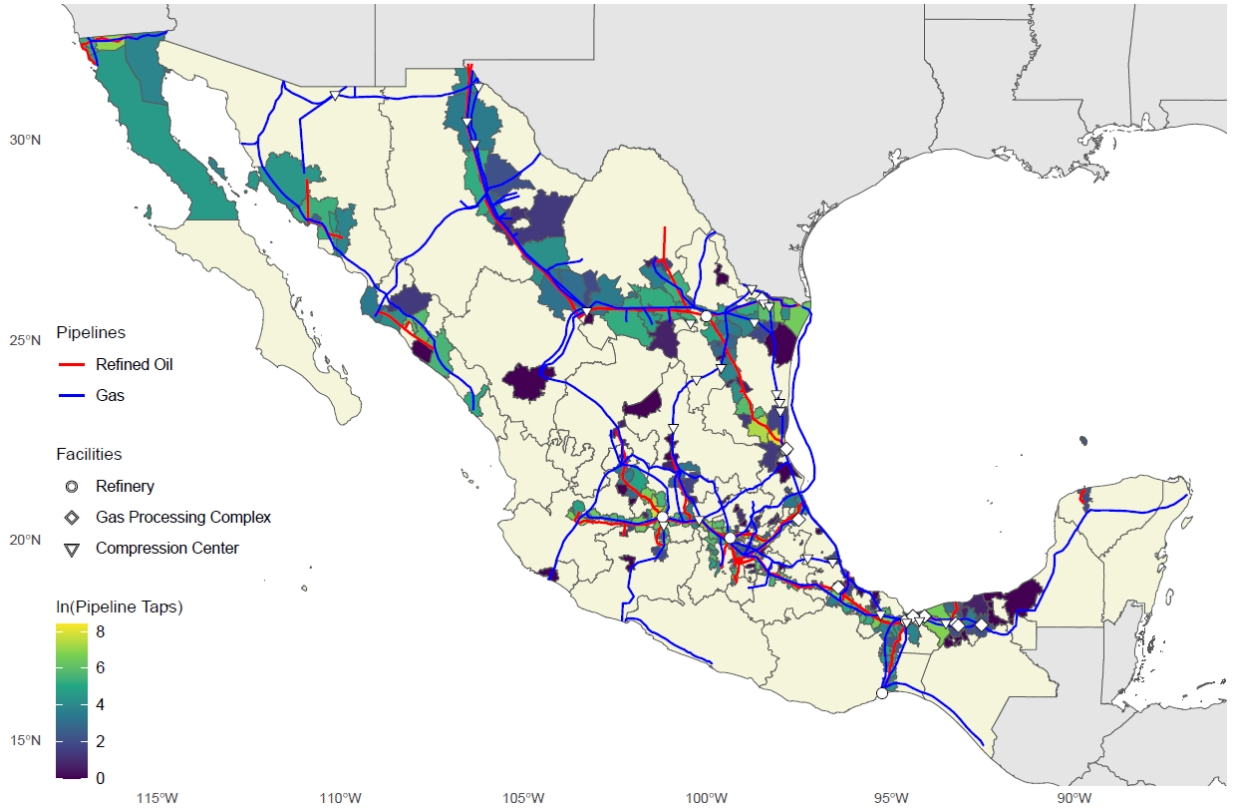 30°N
25°N
20°N
15°N
Pipelines
Refined Oil
Gas
Facilities
Refinery
Gas Processing Complex
Compression Center
ln(Pipeline Taps)
6
4
2
0
115°W
110°W
105°W
100°W
95°W
90°W